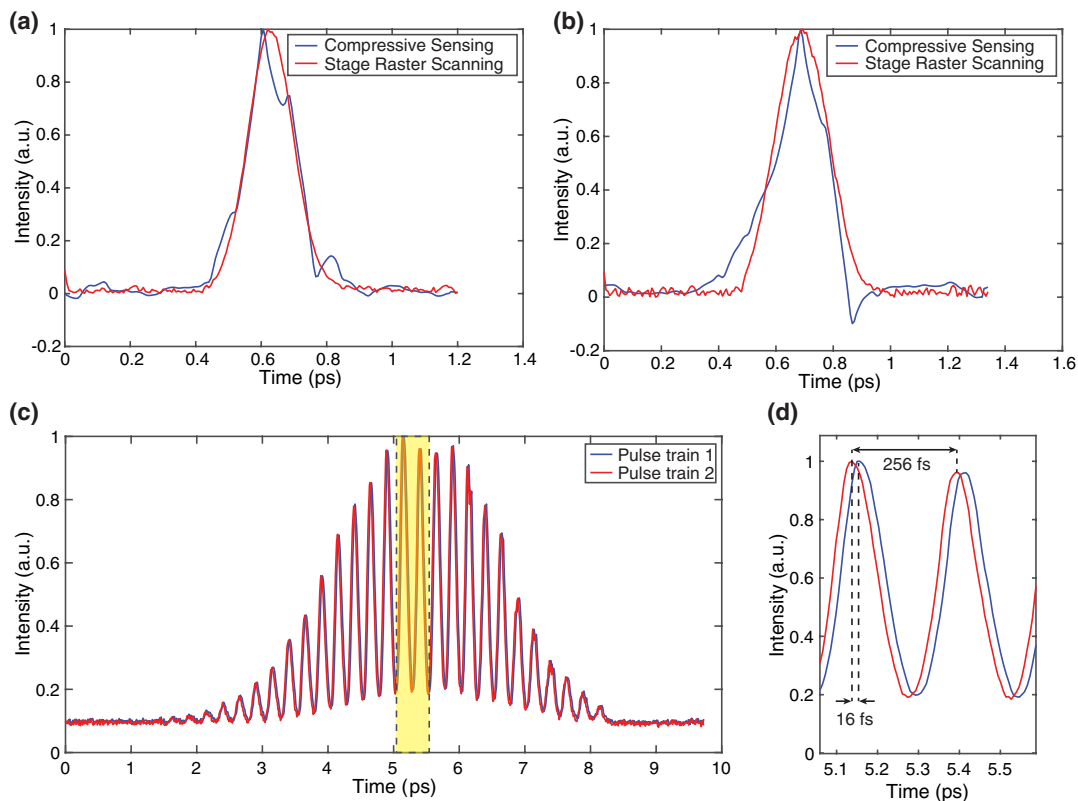 (a)
1
0.8
0.6
0.4
0.2
0
-0.2
Intensity (a.u.)
0 0.2 0.4 0.6 0.8 1 1.2 1.4
Time (ps)
Compressive Sensing
Stage Raster Scanning
(b)
1
0.8
0.6
0.4
0.2
0
-0.2
Intensity (a.u.)
0 0.2 0.4 0.6 0.8 1 1.2 1.4 1.6
Time (ps)
Compressive Sensing
Stage Raster Scanning
(c)
1
0.8
0.6
0.4
0.2
0
Intensity (a.u.)
0 1 2 3 4 5 6 7 8 9 10
Time (ps)
Pulse train 1
Pulse train 2
(d)
1
0.8
0.6
0.4
0.2
0
Intensity (a.u.)
256 fs
16 fs
5.1 5.2 5.3 5.4 5.5
Time (ps)